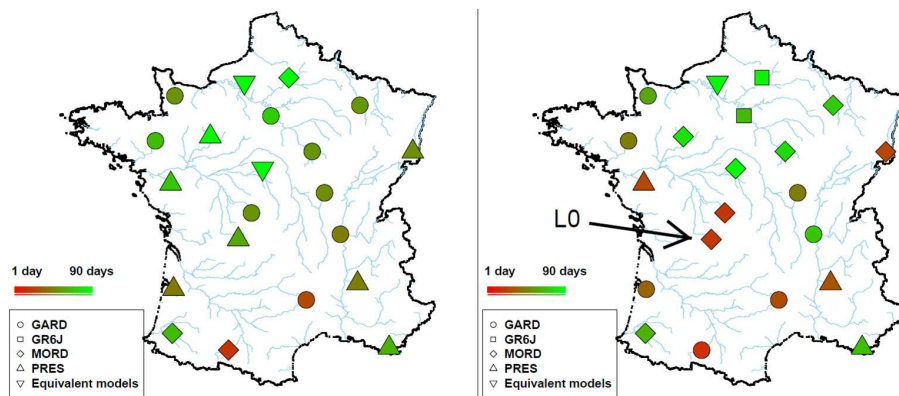 1 day 90 days
GARD
GR6J
MORD
PRES
Equivalent models
L0
1 day 90 days
GARD
GR6J
MORD
PRES
Equivalent models